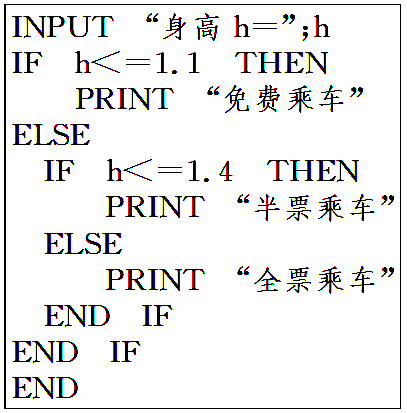 INPUT “身高 h=”;h
IF h<=1.1 THEN
PRINT “免费乘车”
ELSE
IF h<=1.4 THEN
PRINT “半票乘车”
ELSE
PRINT “全票乘车”
END IF
END IF
END